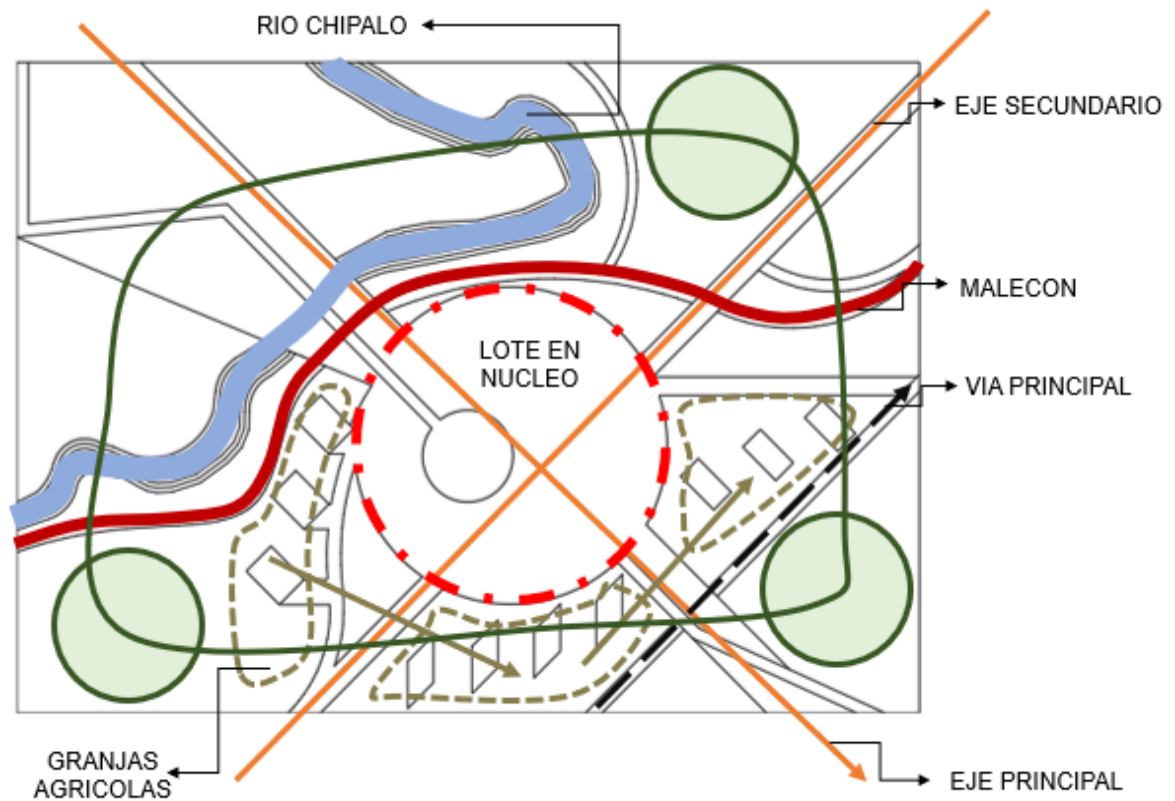 RIO CHIPALO
EJE SECUNDARIO
MALECON
LOTE EN
NUCLEO
VIA PRINCIPAL
GRANJAS
AGRICOLAS
EJE PRINCIPAL